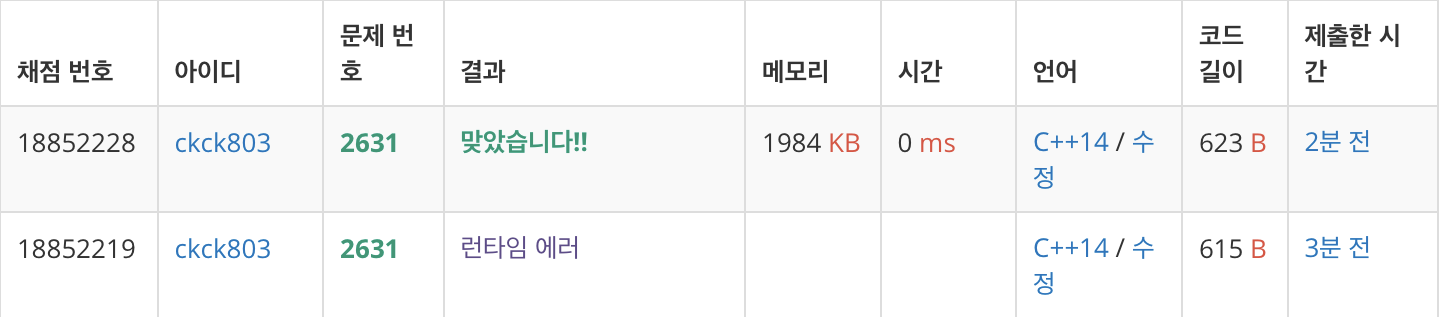 채점 번호 아이디 문제 번호 결과 메모리 시간 언어 코드 길이 제출한 시간
18852228 ckck803 2631 맞았습니다!! 1984 KB 0 ms C++14 / 수정 623 B 2분 전
18852219 ckck803 2631 런타임 에러 C++14 / 수정 615 B 3분 전